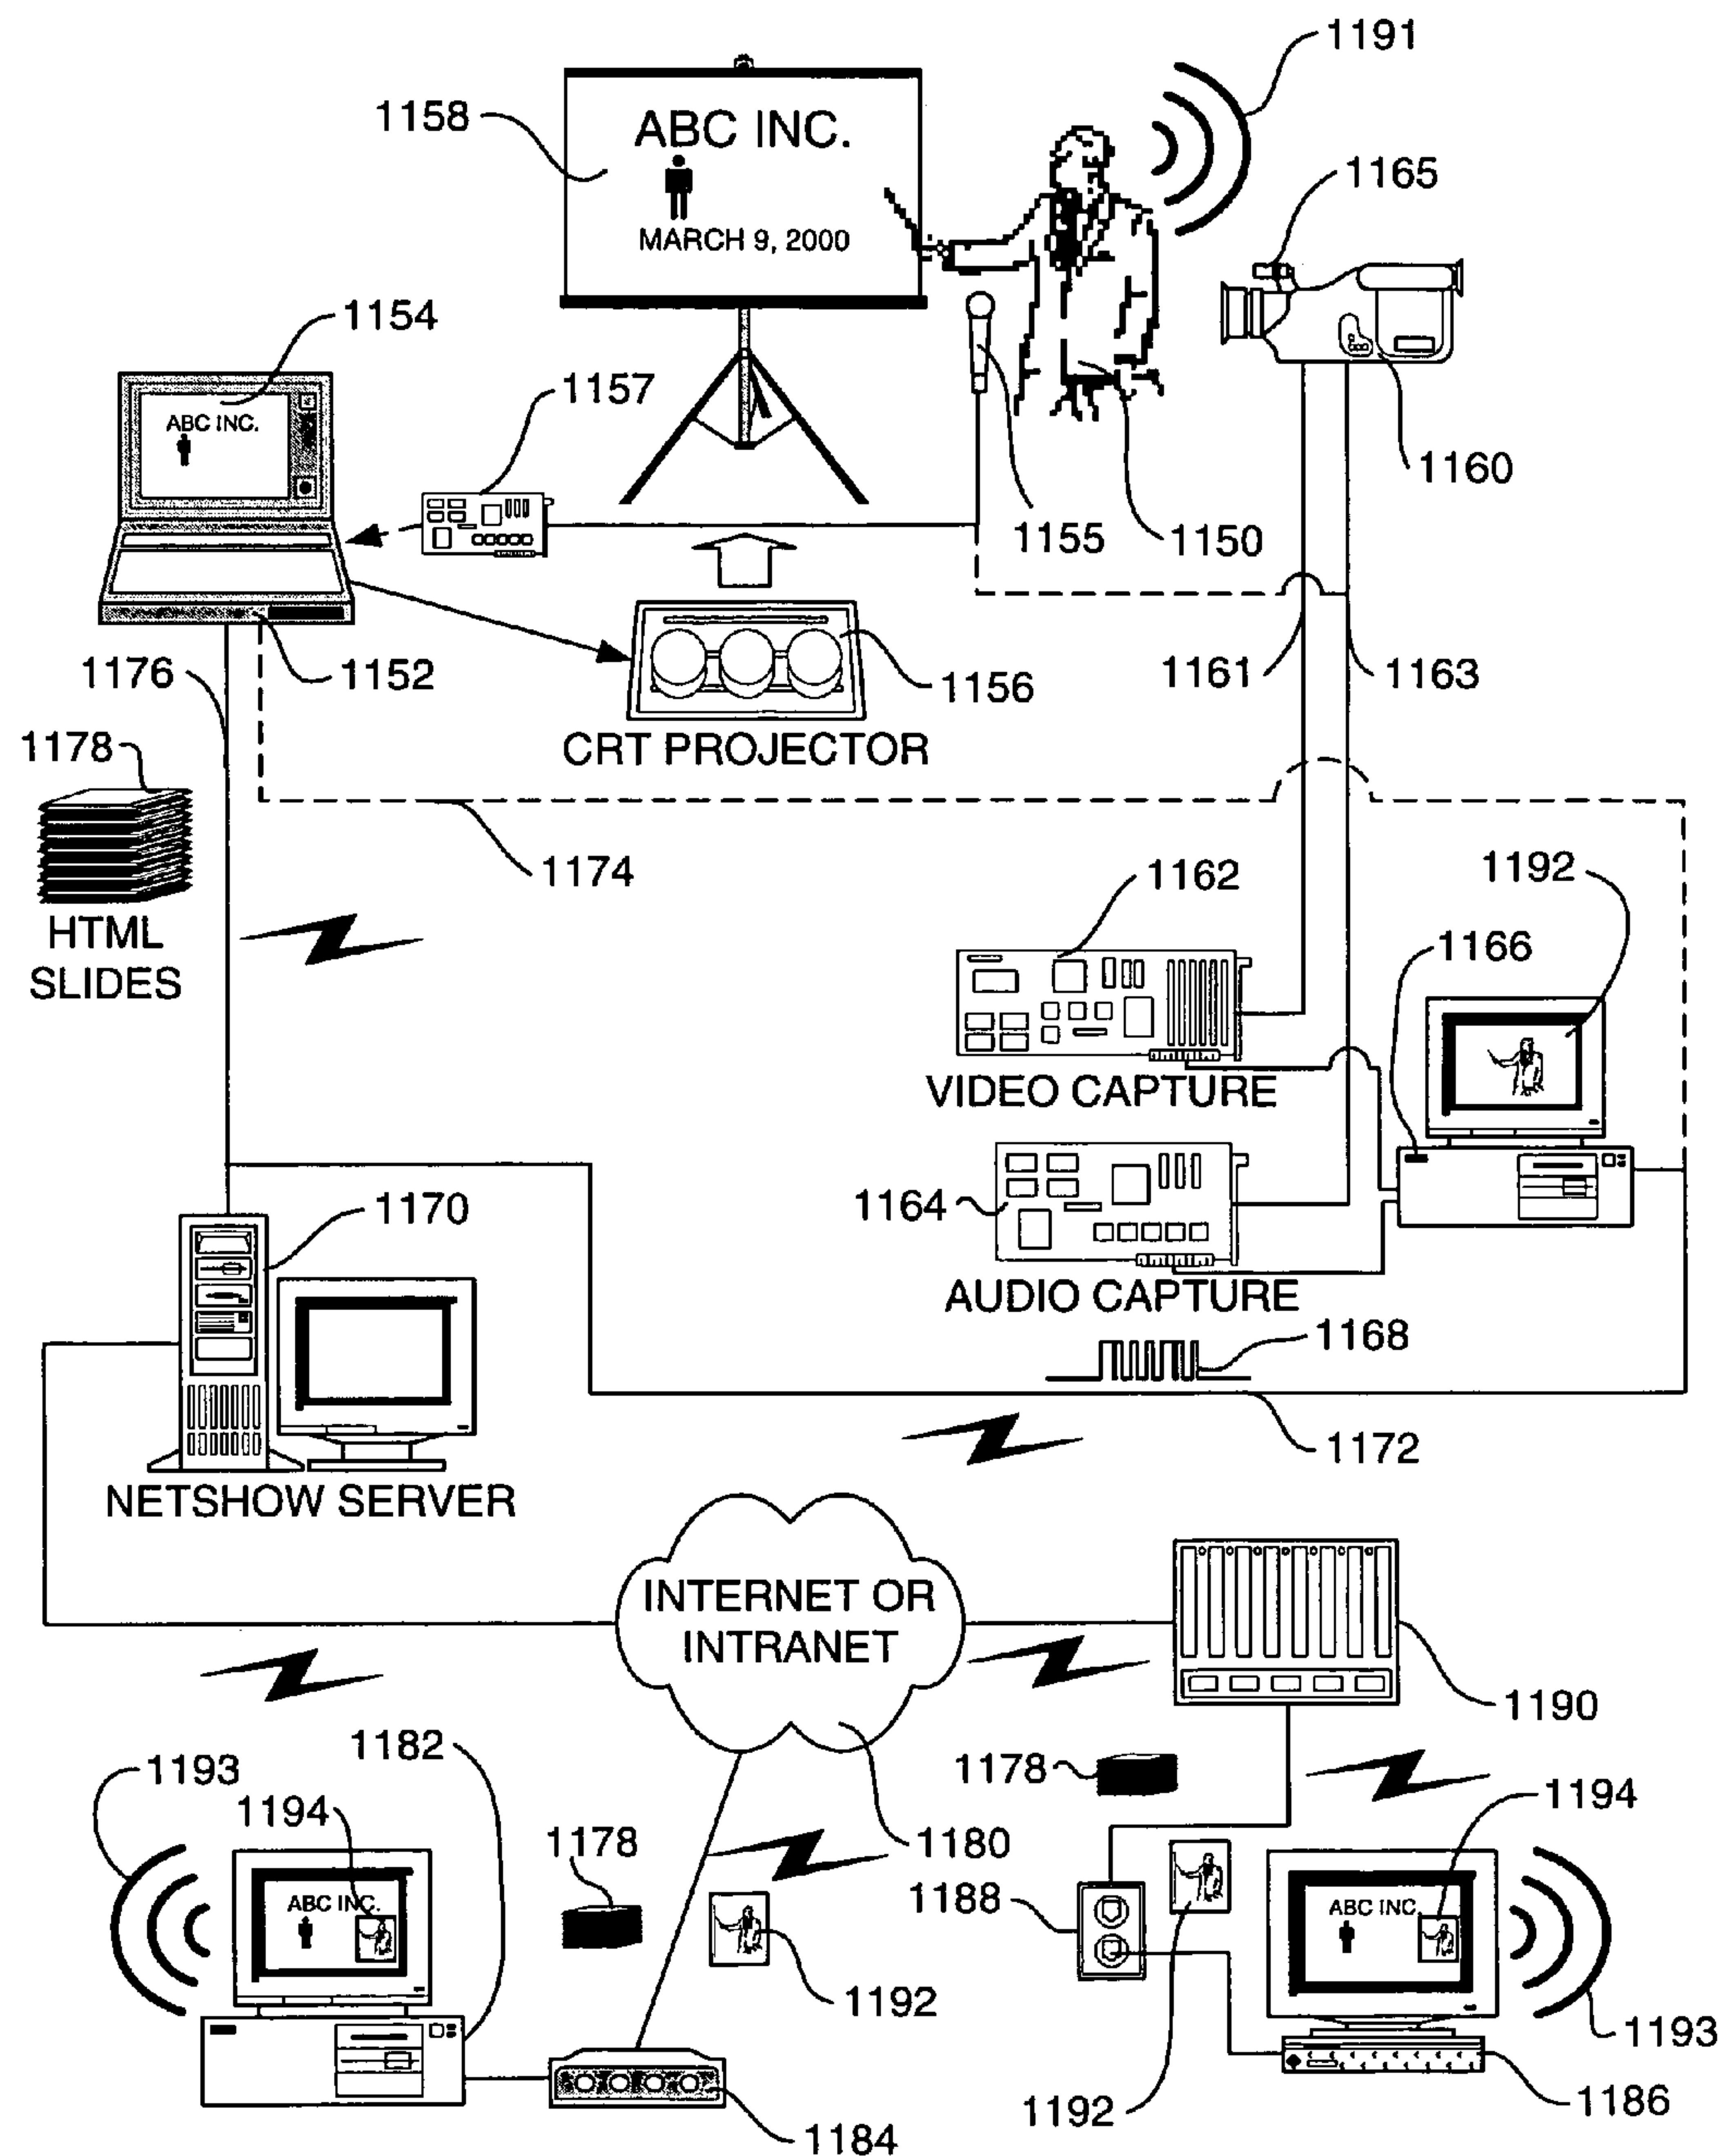 1191
1158
ABC INC.
MARCH 9, 2000
1165
1154
ABC INC.
1157
1160
1155
1150
1176
1152
1156
1161
1163
CRT PROJECTOR
1178
1174
HTML
SLIDES
1162
1192
1166
VIDEO CAPTURE
1164
1170
AUDIO CAPTURE
1168
1172
NETSHOW SERVER
INTERNET OR
INTRANET
1190
1182
1193
1194
1178
1178
1180
1194
ABC INC.
1188
ABC INC.
1192
1193
1192
1186
1184